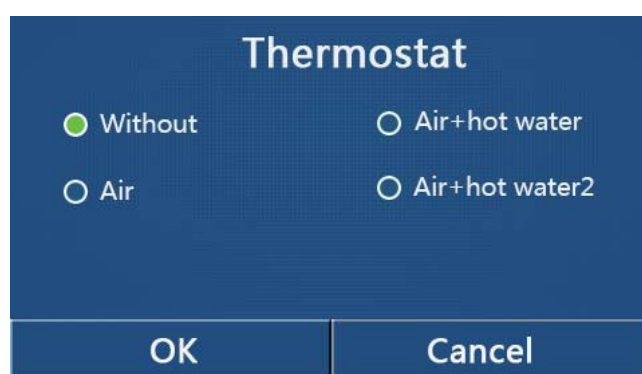 Thermostat
Without
Air+hot water
Air
Air+hot water2
OK
Cancel